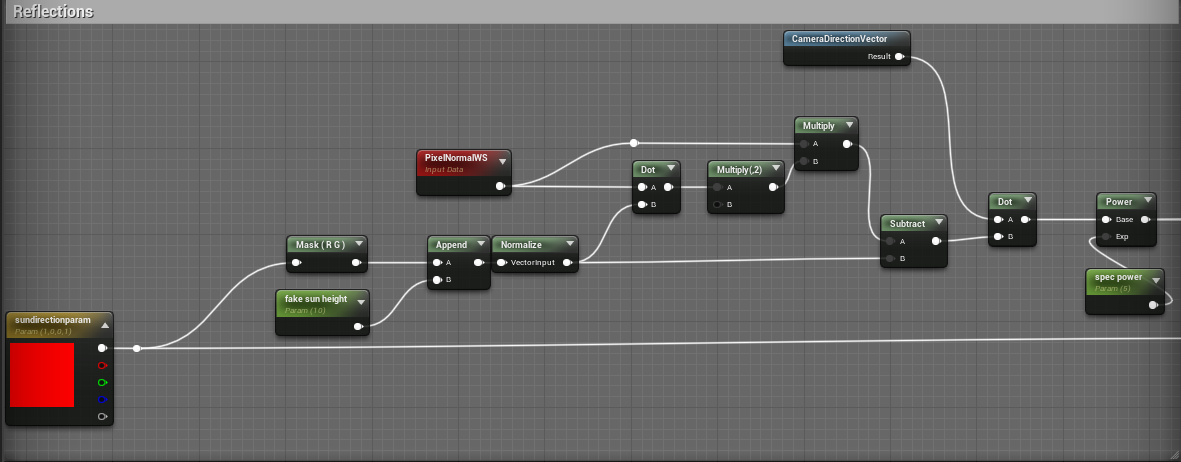 Reflections
CameraDirectionVector
Result
Multiply
A
B
PixelNormalWS
Input Data
Dot
A
B
Multiply(,2)
A
B
Dot
A
B
Power
Base
Exp
Subtract
A
B
Mask ( R G )
Append
A
B
Normalize
VectorInput
spec power
Param (5)
fake sun height
Param (10)
sundirectionparam
Param (1,0,0,1)